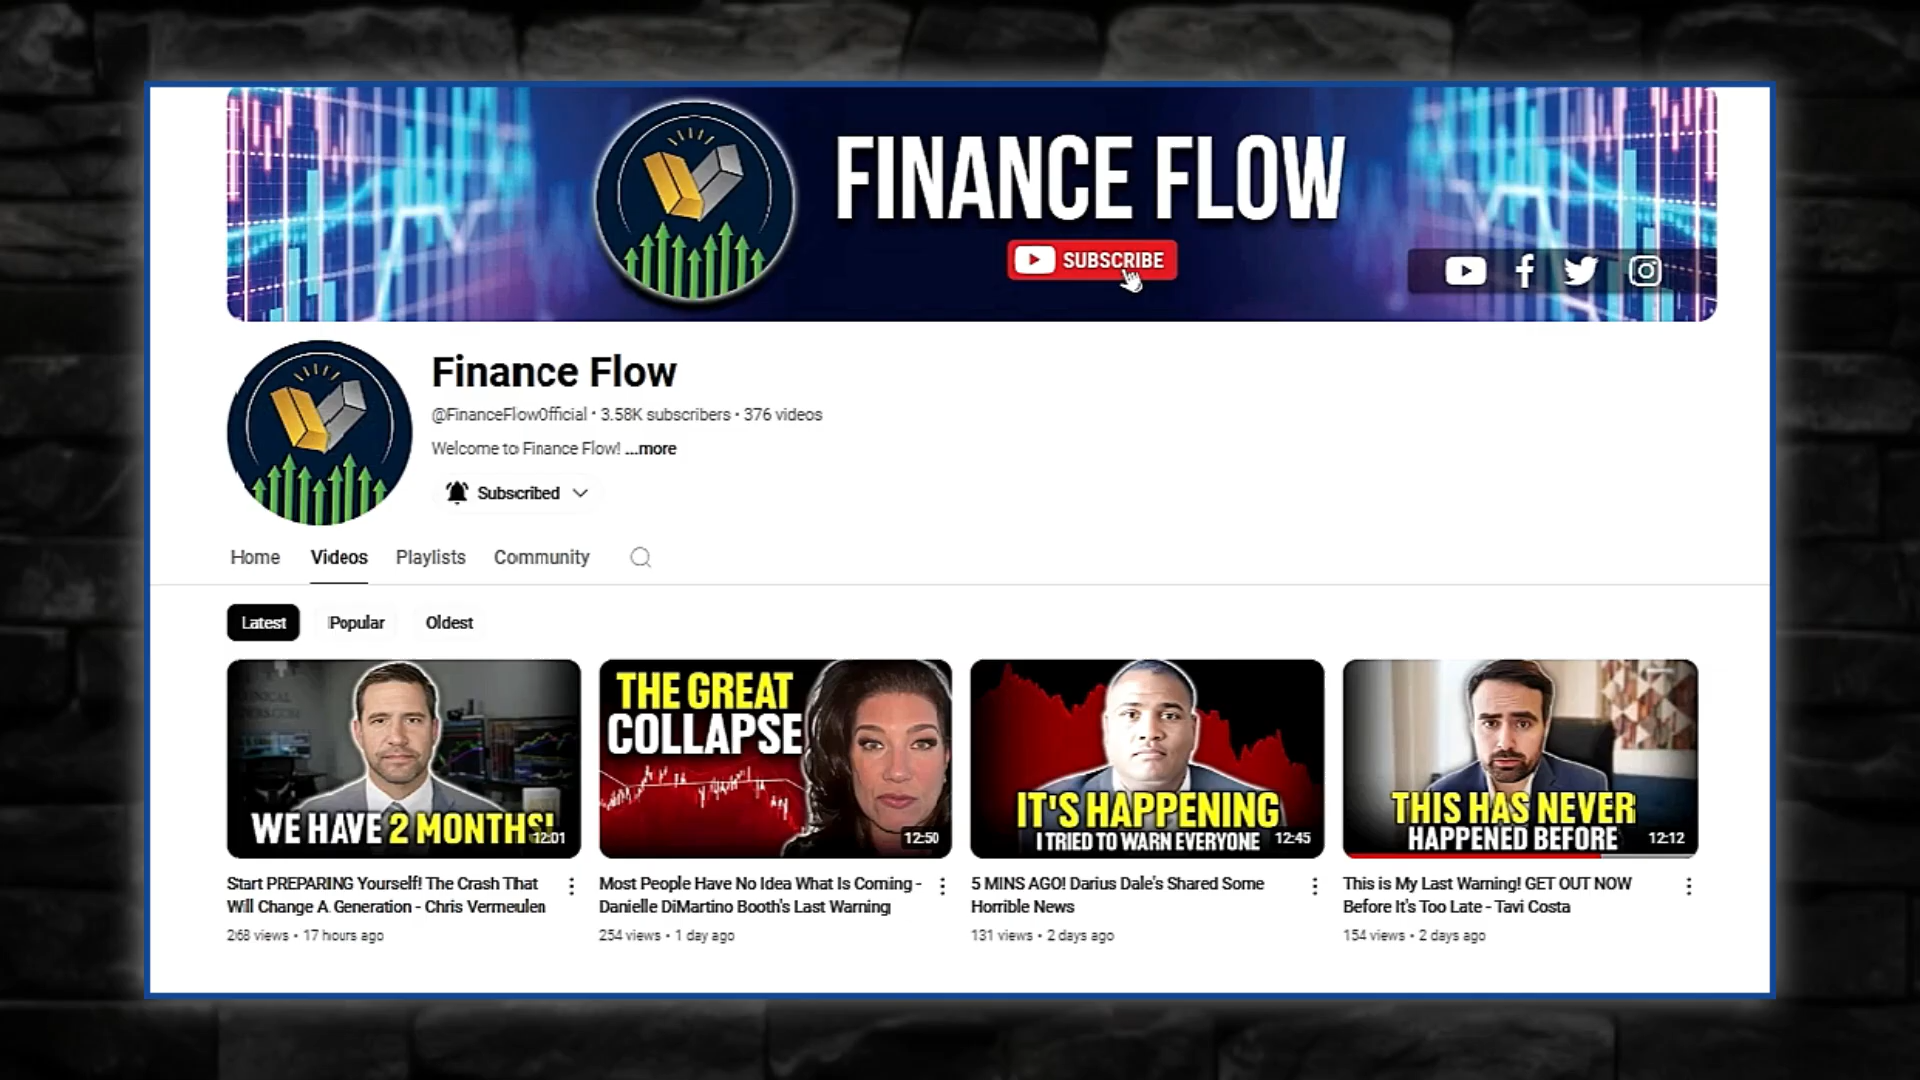 FINANCE FLOW
SUBSCRIBE
Finance Flow
@FinanceFlowOfficial • 3.58K subscribers • 376 videos
Welcome to Finance Flow! ...more
Subscribed
Home Videos Playlists Community
Latest Popular Oldest
WE HAVE 2 MONTHS!
12:01
THE GREAT
COLLAPSE
12:50
IT'S HAPPENING
I TRIED TO WARN EVERYONE
12:45
THIS HAS NEVER
HAPPENED BEFORE
12:12
Start PREPARING Yourself! The Crash That
Will Change A Generation - Chris Vermeulen
268 views • 17 hours ago
Most People Have No Idea What Is Coming -
Danielle DiMartino Booth's Last Warning
254 views • 1 day ago
5 MINS AGO! Darius Dale's Shared Some
Horrible News
131 views • 2 days ago
This is My Last Warning! GET OUT NOW
Before It's Too Late - Tavi Costa
154 views • 2 days ago